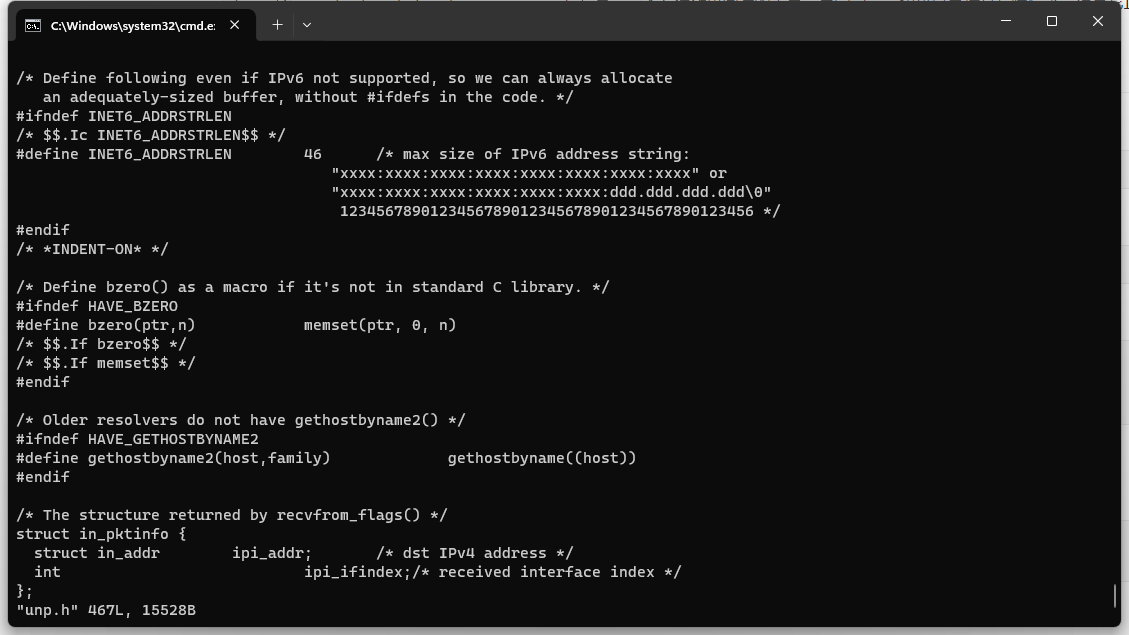 C:\Windows\system32\cmd.e:
/* Define following even if IPv6 not supported, so we can always allocate
   an adequately-sized buffer, without #ifdefs in the code. */
#ifndef INET6_ADDRSTRLEN
/* $$.Ic INET6_ADDRSTRLEN$$ */
#define INET6_ADDRSTRLEN        46      /* max size of IPv6 address string:
                                   "xxxx:xxxx:xxxx:xxxx:xxxx:xxxx:xxxx:xxxx" or
                                   "xxxx:xxxx:xxxx:xxxx:xxxx:xxxx:ddd.ddd.ddd.ddd\0"
                                    1234567890123456789012345678901234567890123456 */
#endif
/* *INDENT-ON* */
/* Define bzero() as a macro if it's not in standard C library. */
#ifndef HAVE_BZERO
#define bzero(ptr,n)            memset(ptr, 0, n)
/* $$.If bzero$$ */
/* $$.If memset$$ */
#endif
/* Older resolvers do not have gethostbyname2() */
#ifndef HAVE_GETHOSTBYNAME2
#define gethostbyname2(host,family)             gethostbyname((host))
#endif
/* The structure returned by recvfrom_flags() */
struct in_pktinfo {
  struct in_addr        ipi_addr;       /* dst IPv4 address */
  int                           ipi_ifindex;/* received interface index */
};
"unp.h" 467L, 15528B